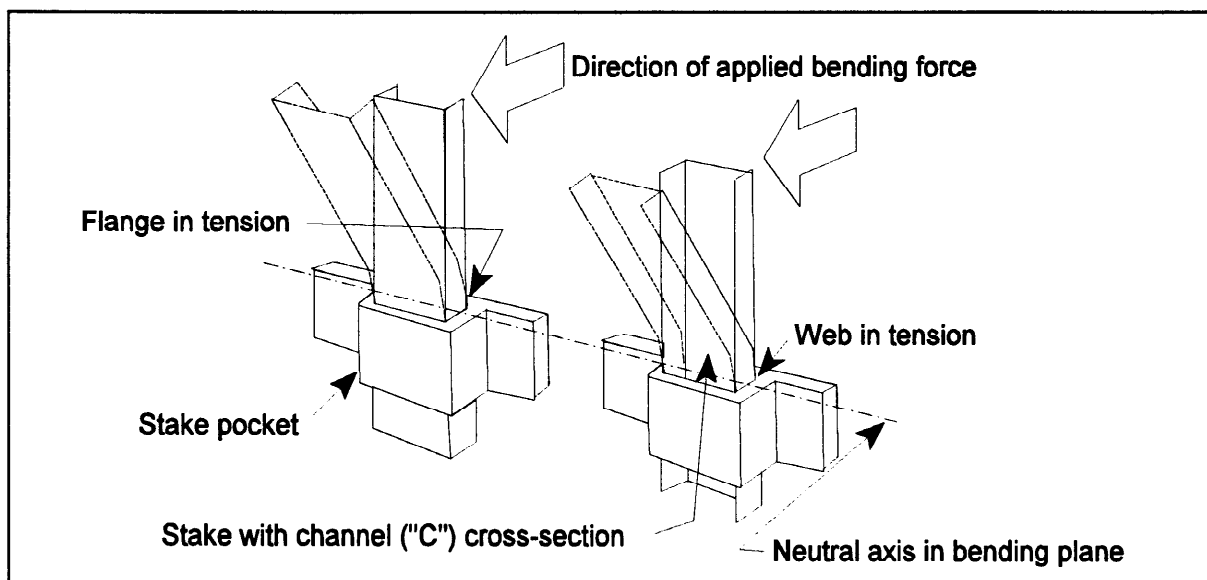 Direction of applied bending force
Flange in tension
Web in tension
Stake pocket
Stake with channel ("C") cross-section
Neutral axis in bending plane